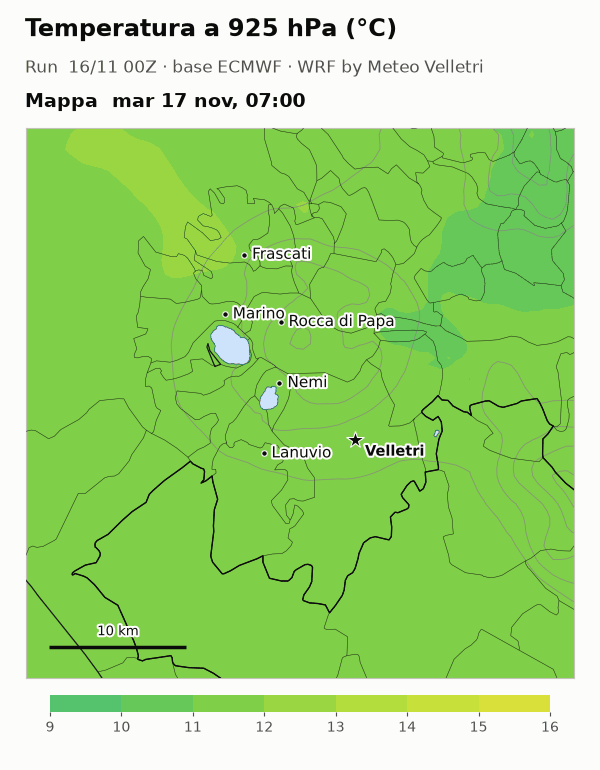 Temperatura a 925 hPa (°C)
Run  16/11 00Z · base ECMWF · WRF by Meteo Velletri
Mappa  mar 17 nov, 07:00
Frascati
Marino
Rocca di Papa
Nemi
Velletri
Lanuvio
10 km
9 10 11 12 13 14 15 16